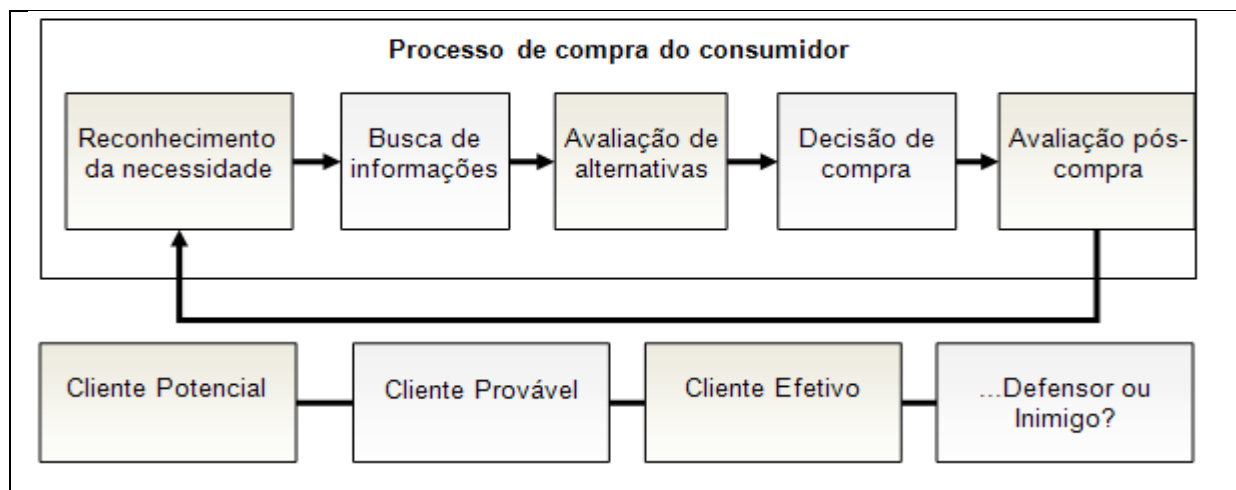 Processo de compra do consumidor
Reconhecimento
da necessidade
Busca de
informações
Avaliação de
alternativas
Decisão de
compra
Avaliação pós-
compra
Cliente Potencial
Cliente Provável
Cliente Efetivo
...Defensor ou
Inimigo?